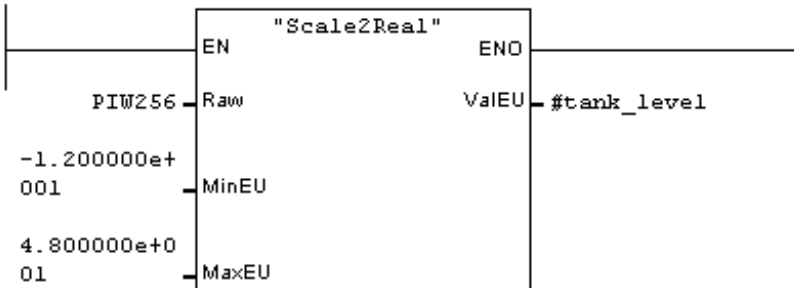 "Scale2Real"
EN ENO
PIW256 Raw ValEU #tank_level
-1.200000e+
001 MinEU
4.800000e+0
01 MaxEU